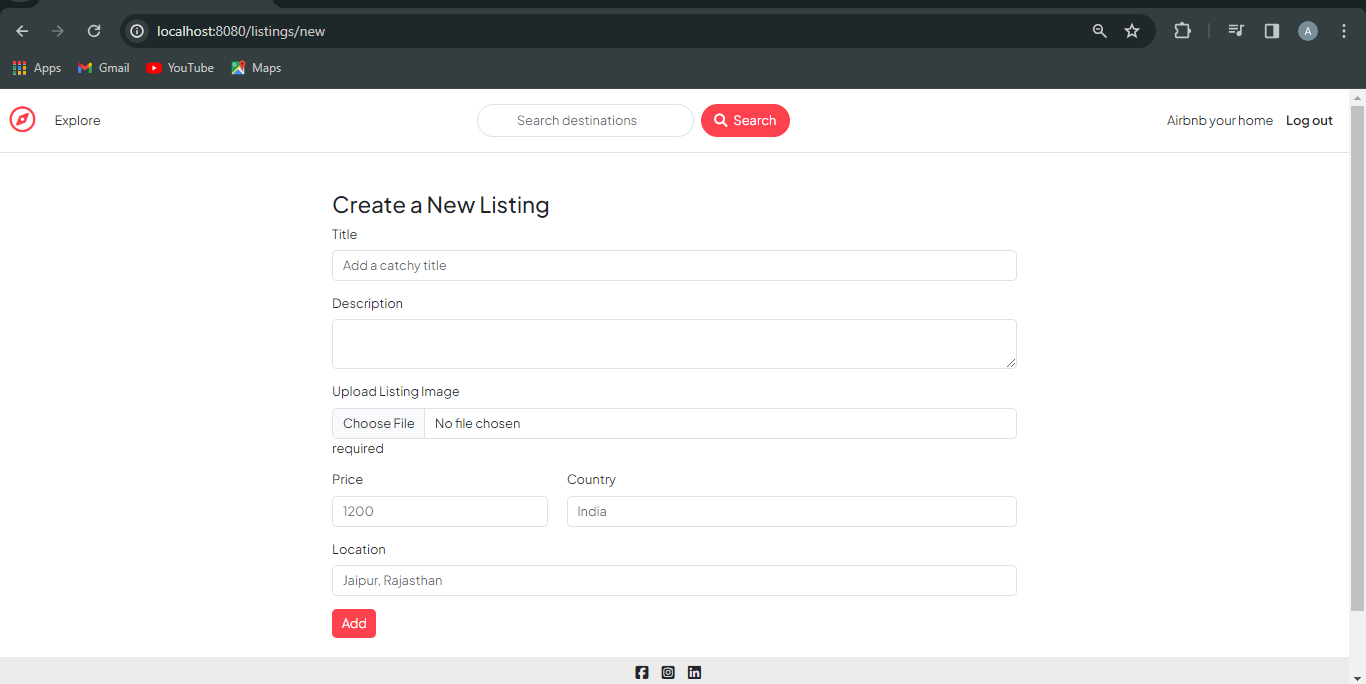 localhost:8080/listings/new
A
Apps Gmail YouTube Maps
Explore Search destinations Search Airbnb your home Log out
Create a New Listing
Title
Add a catchy title
Description
Upload Listing Image
Choose File No file chosen
required
Price Country
1200 India
Location
Jaipur, Rajasthan
Add